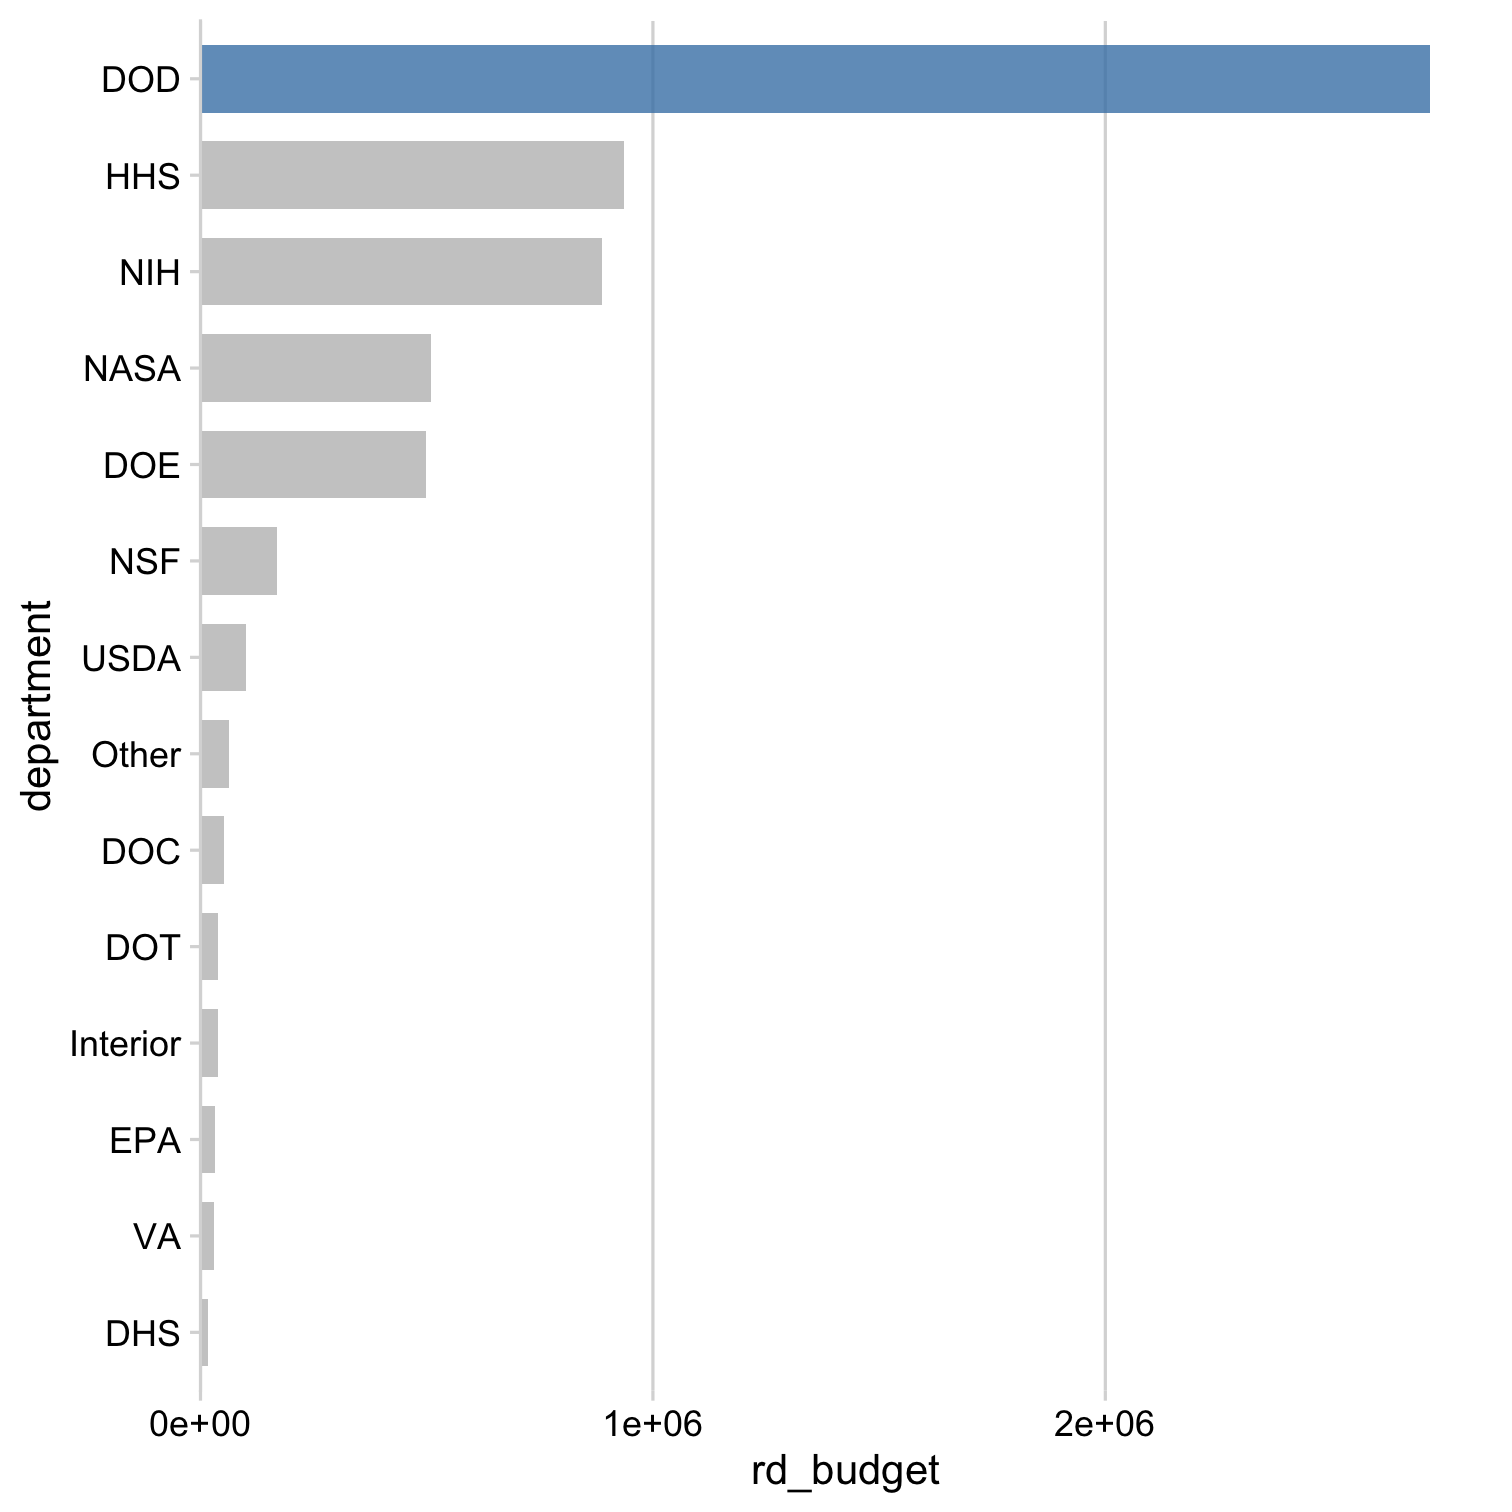 DOD
HHS
NIH
NASA
DOE
NSF
USDA
Other
DOC
DOT
Interior
EPA
VA
DHS
department
0e+00 1e+06 2e+06
rd_budget